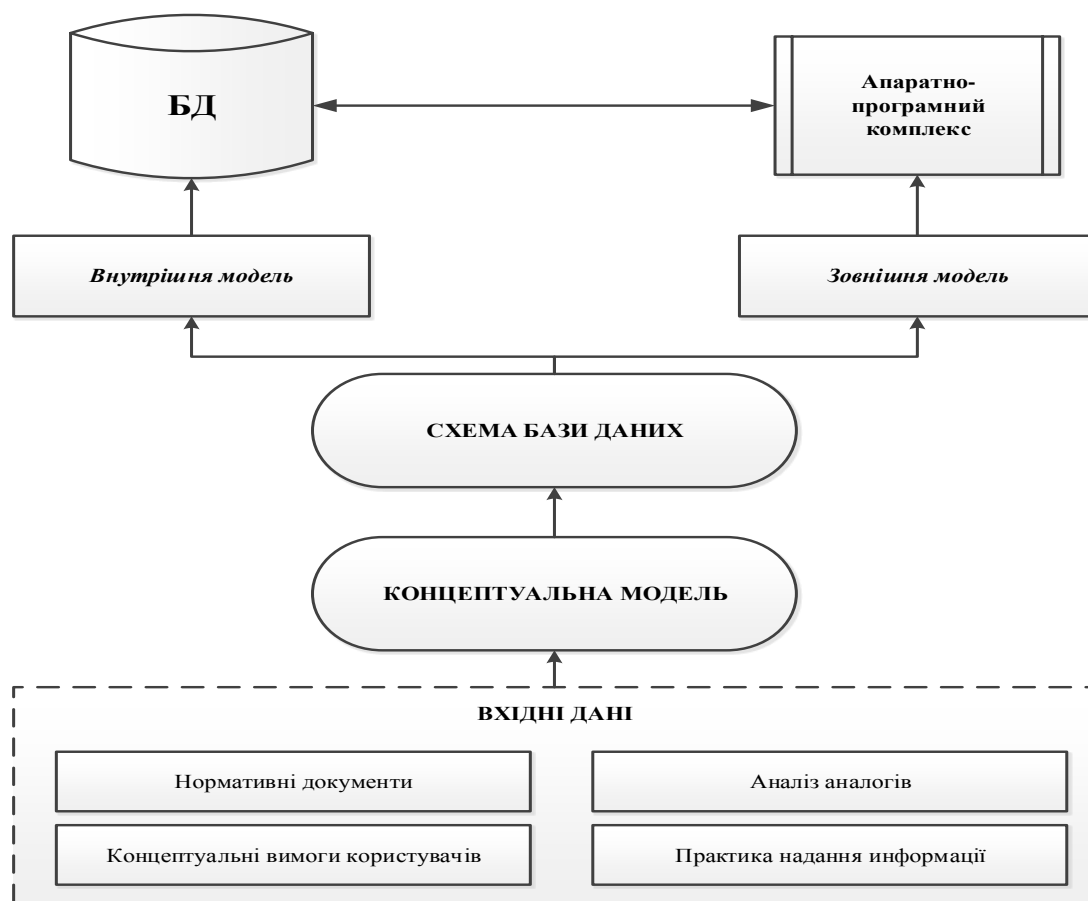 БД
Апаратно-
програмний
комплекс
Внутрішня модель
Зовнішня модель
СХЕМА БАЗИ ДАНИХ
КОНЦЕПТУАЛЬНА МОДЕЛЬ
ВХІДНІ ДАНІ
Нормативні документи
Аналіз аналогів
Концептуальні вимоги користувачів
Практика надання информації